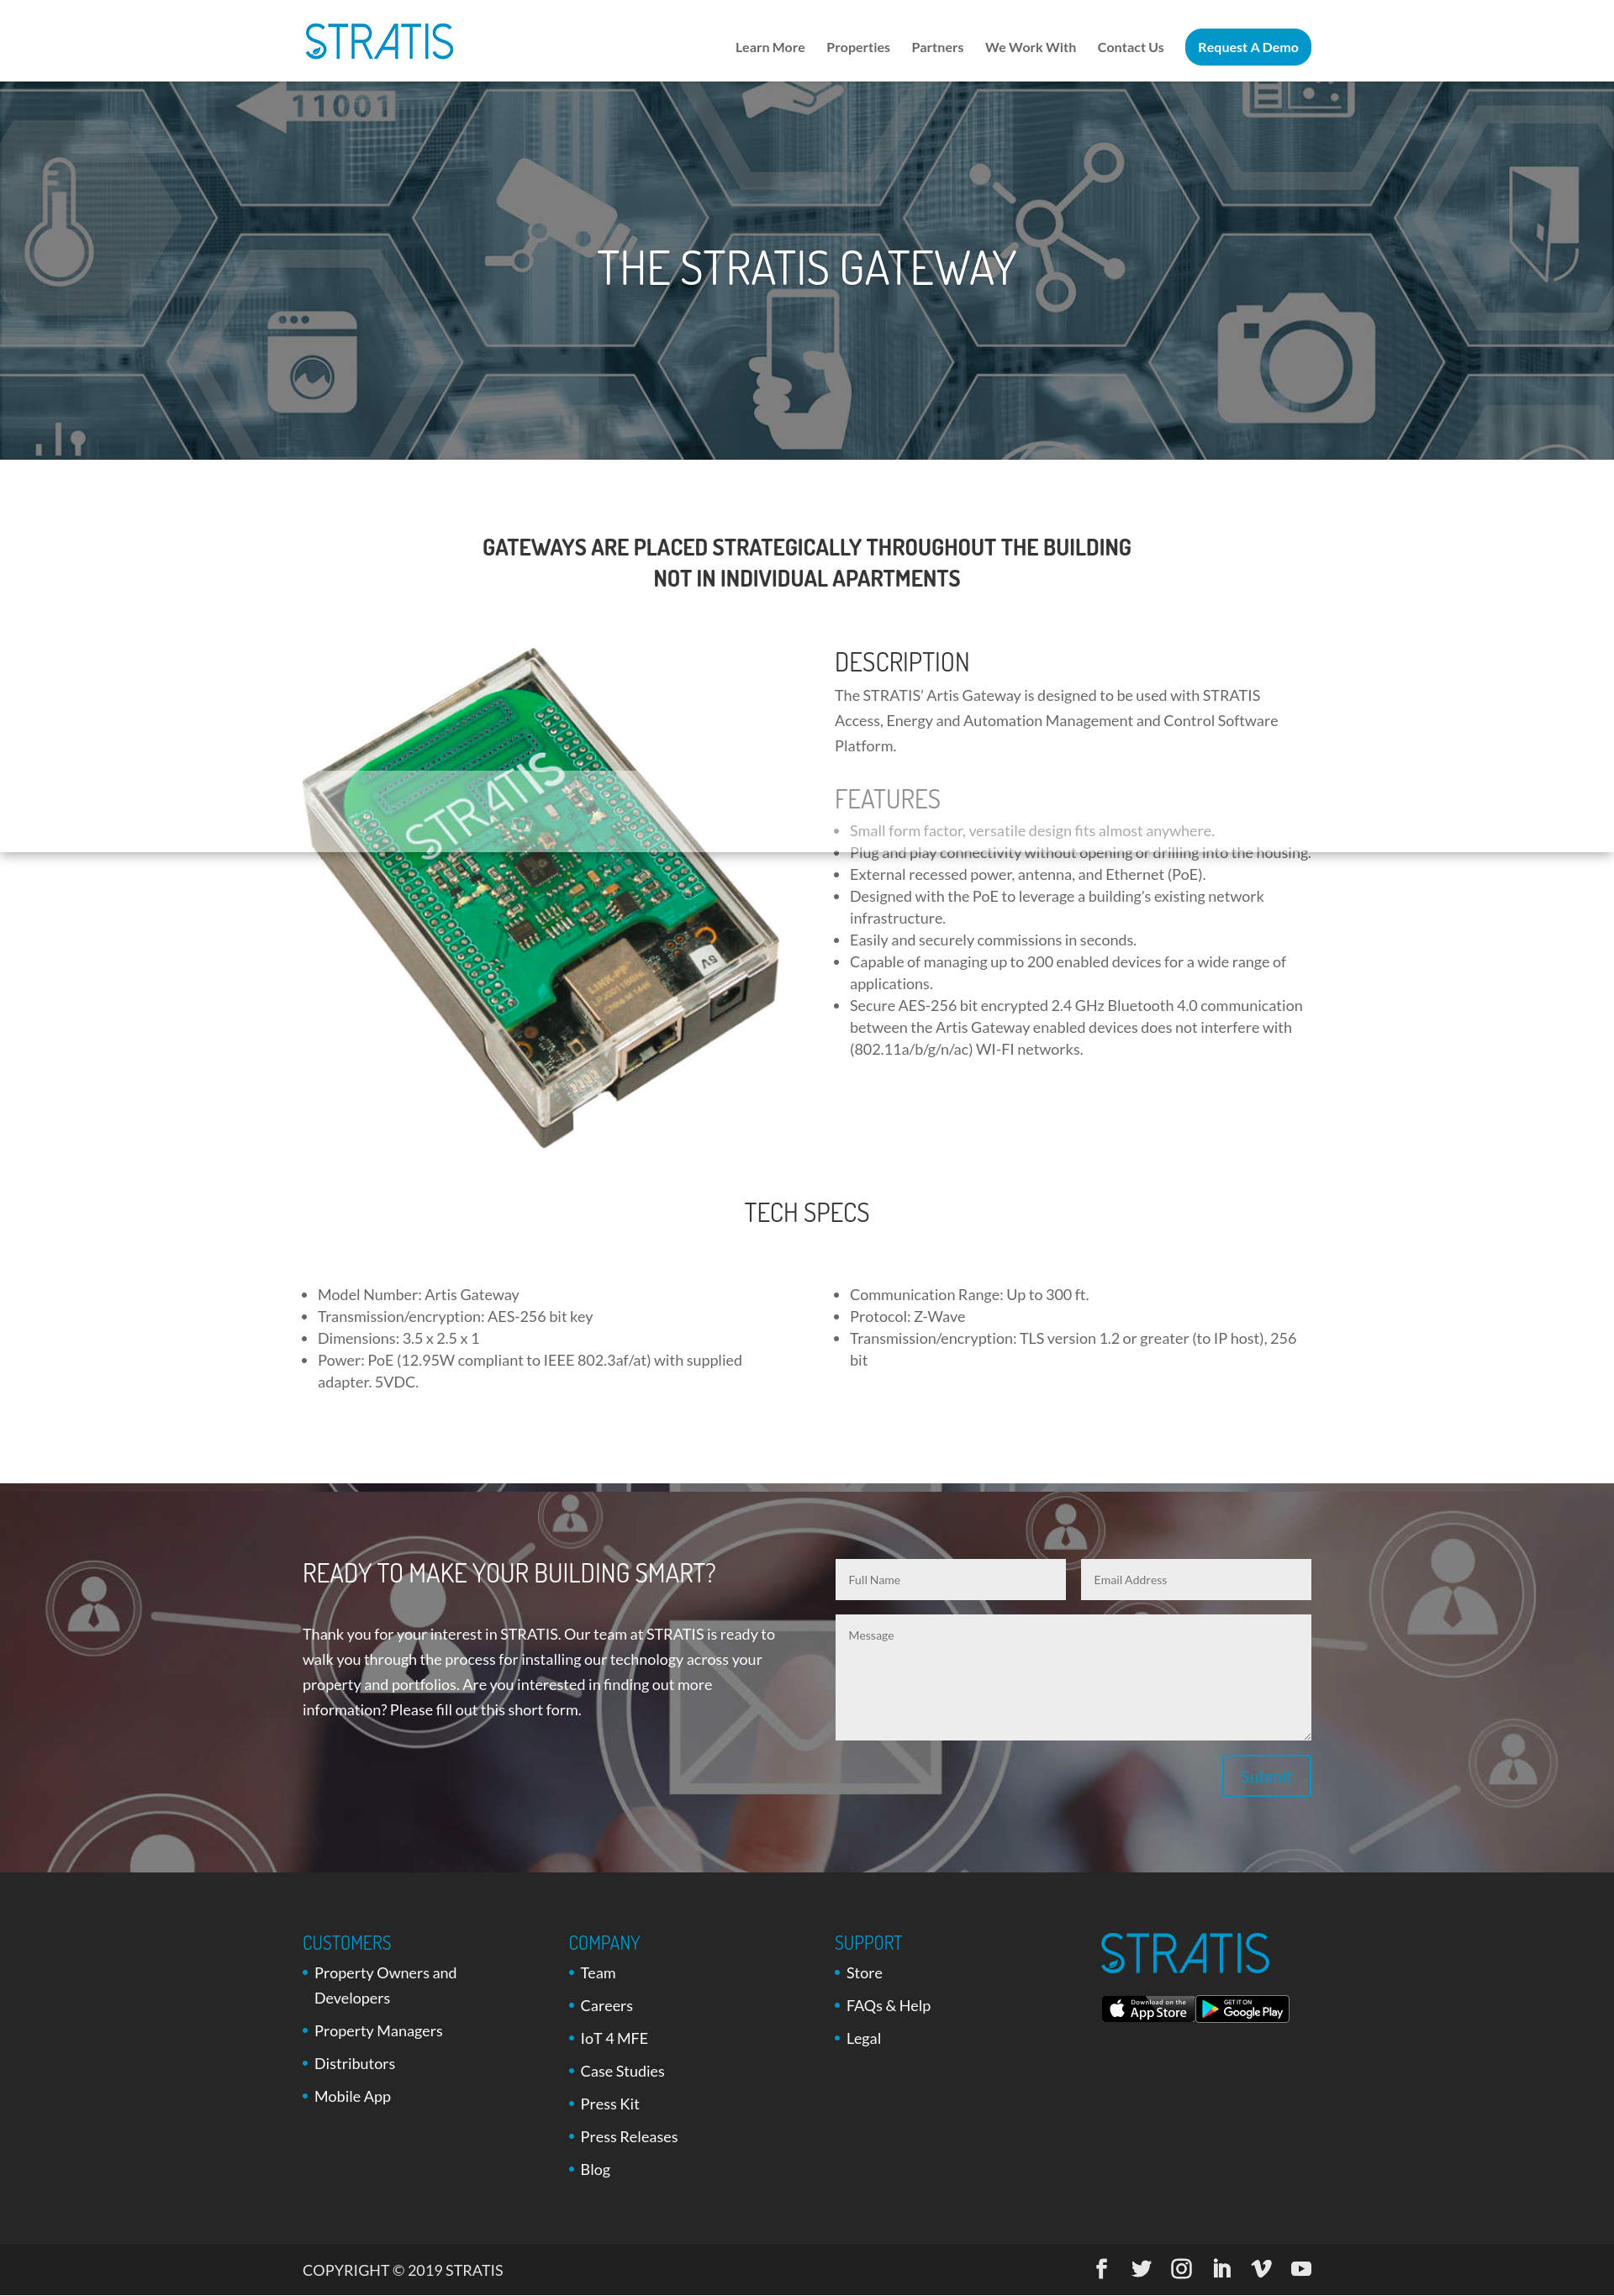 STRATIS
Learn More
Properties
Partners
We Work With
Contact Us
Request A Demo
11001
THE STRATIS GATEWAY
GATEWAYS ARE PLACED STRATEGICALLY THROUGHOUT THE BUILDING
NOT IN INDIVIDUAL APARTMENTS
STRATIS
LINK-PP
China M 1446
5V
DESCRIPTION
The STRATIS’ Artis Gateway is designed to be used with STRATIS
Access, Energy and Automation Management and Control Software
Platform.
FEATURES
Small form factor, versatile design fits almost anywhere.
Plug and play connectivity without opening or drilling into the housing.
External recessed power, antenna, and Ethernet (PoE).
Designed with the PoE to leverage a building’s existing network
infrastructure.
Easily and securely commissions in seconds.
Capable of managing up to 200 enabled devices for a wide range of
applications.
Secure AES-256 bit encrypted 2.4 GHz Bluetooth 4.0 communication
between the Artis Gateway enabled devices does not interfere with
(802.11a/b/g/n/ac) WI-FI networks.
TECH SPECS
Model Number: Artis Gateway
Transmission/encryption: AES-256 bit key
Dimensions: 3.5 x 2.5 x 1
Power: PoE (12.95W compliant to IEEE 802.3af/at) with supplied
adapter. 5VDC.
Communication Range: Up to 300 ft.
Protocol: Z-Wave
Transmission/encryption: TLS version 1.2 or greater (to IP host), 256
bit
READY TO MAKE YOUR BUILDING SMART?
Thank you for your interest in STRATIS. Our team at STRATIS is ready to
walk you through the process for installing our technology across your
property and portfolios. Are you interested in finding out more
information? Please fill out this short form.
Full Name
Email Address
Message
Submit
CUSTOMERS
Property Owners and
Developers
Property Managers
Distributors
Mobile App
COMPANY
Team
Careers
IoT 4 MFE
Case Studies
Press Kit
Press Releases
Blog
SUPPORT
Store
FAQs & Help
Legal
STRATIS
Download on the
App Store
GET IT ON
Google Play
COPYRIGHT © 2019 STRATIS